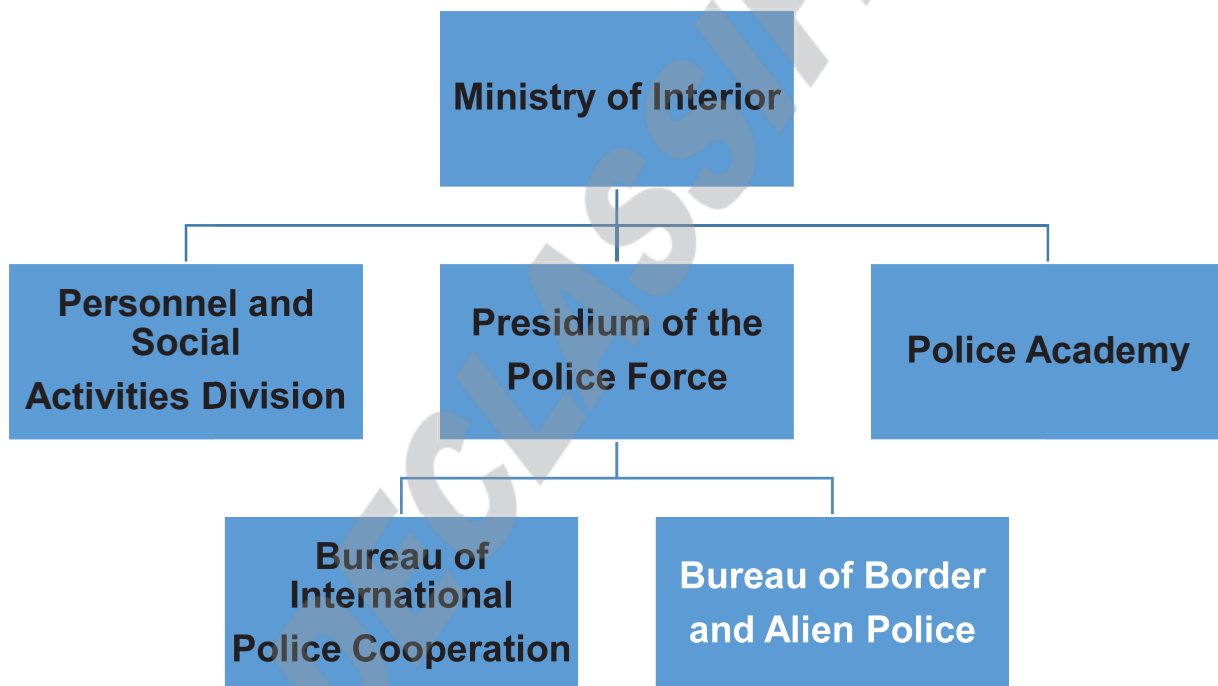 Ministry of Interior
Personnel and
Social
Activities Division
Presidium of the
Police Force
Police Academy
Bureau of
International
Police Cooperation
Bureau of Border
and Alien Police